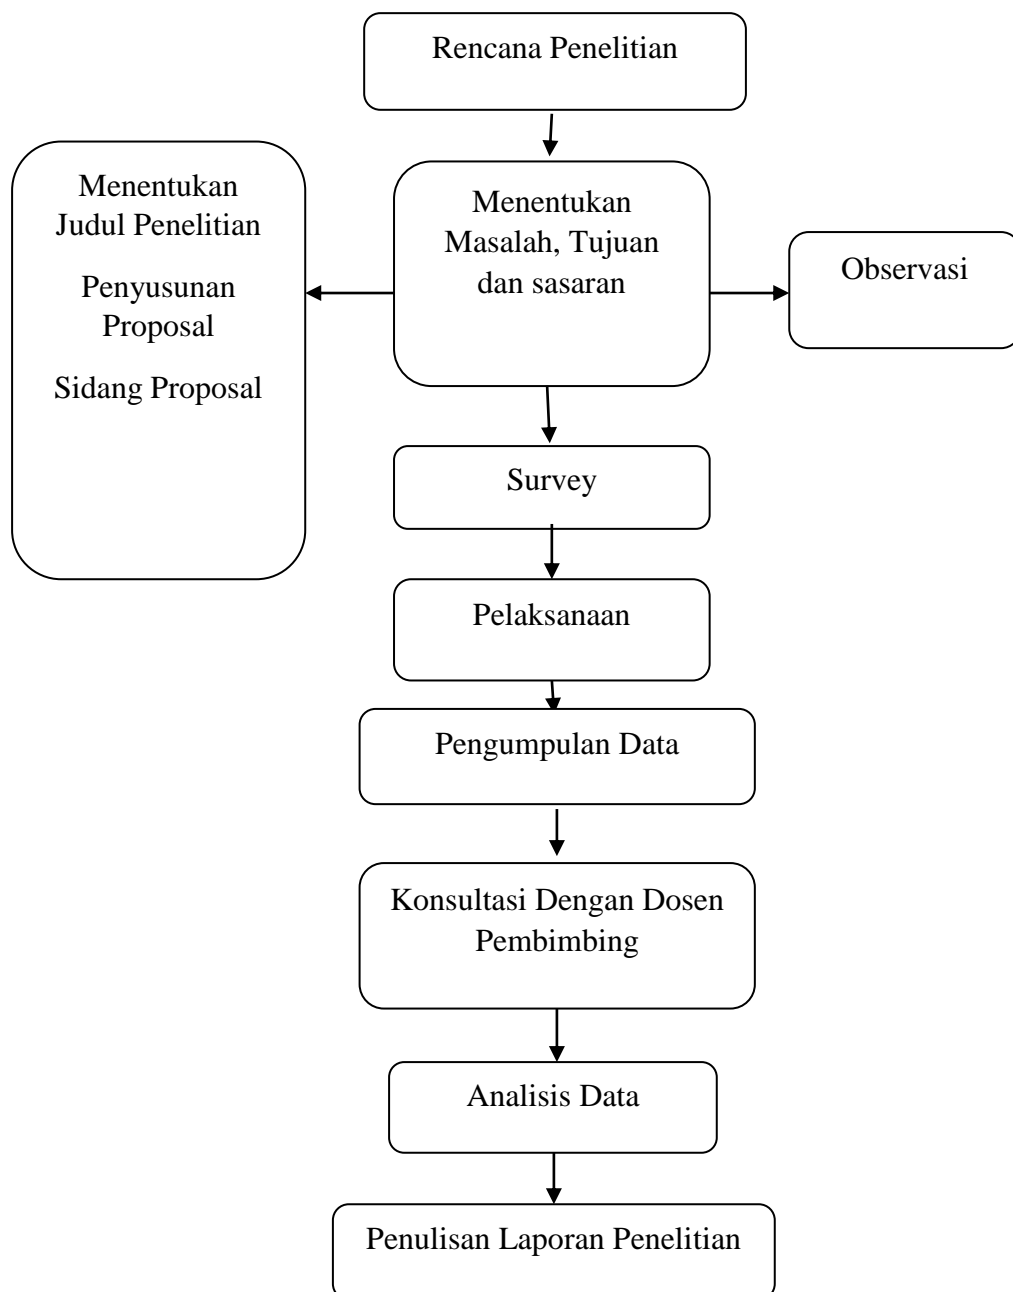 Rencana Penelitian
Menentukan
Judul Penelitian
Penyusunan
Proposal
Sidang Proposal
Menentukan
Masalah, Tujuan
dan sasaran
Observasi
Survey
Pelaksanaan
Pengumpulan Data
Konsultasi Dengan Dosen
Pembimbing
Analisis Data
Penulisan Laporan Penelitian